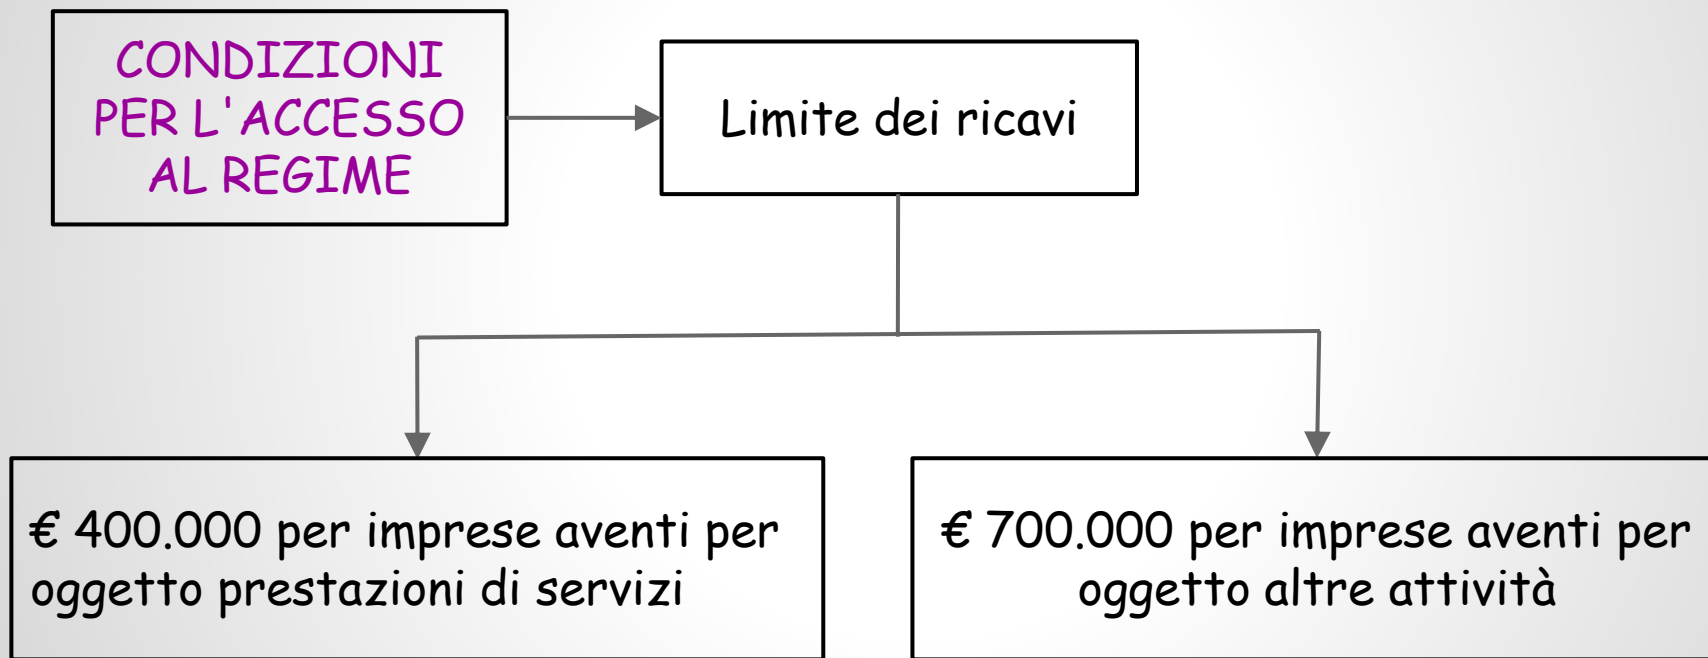 CONDIZIONI
PER L'ACCESSO
AL REGIME
Limite dei ricavi
€ 400.000 per imprese aventi per
oggetto prestazioni di servizi
€ 700.000 per imprese aventi per
oggetto altre attività